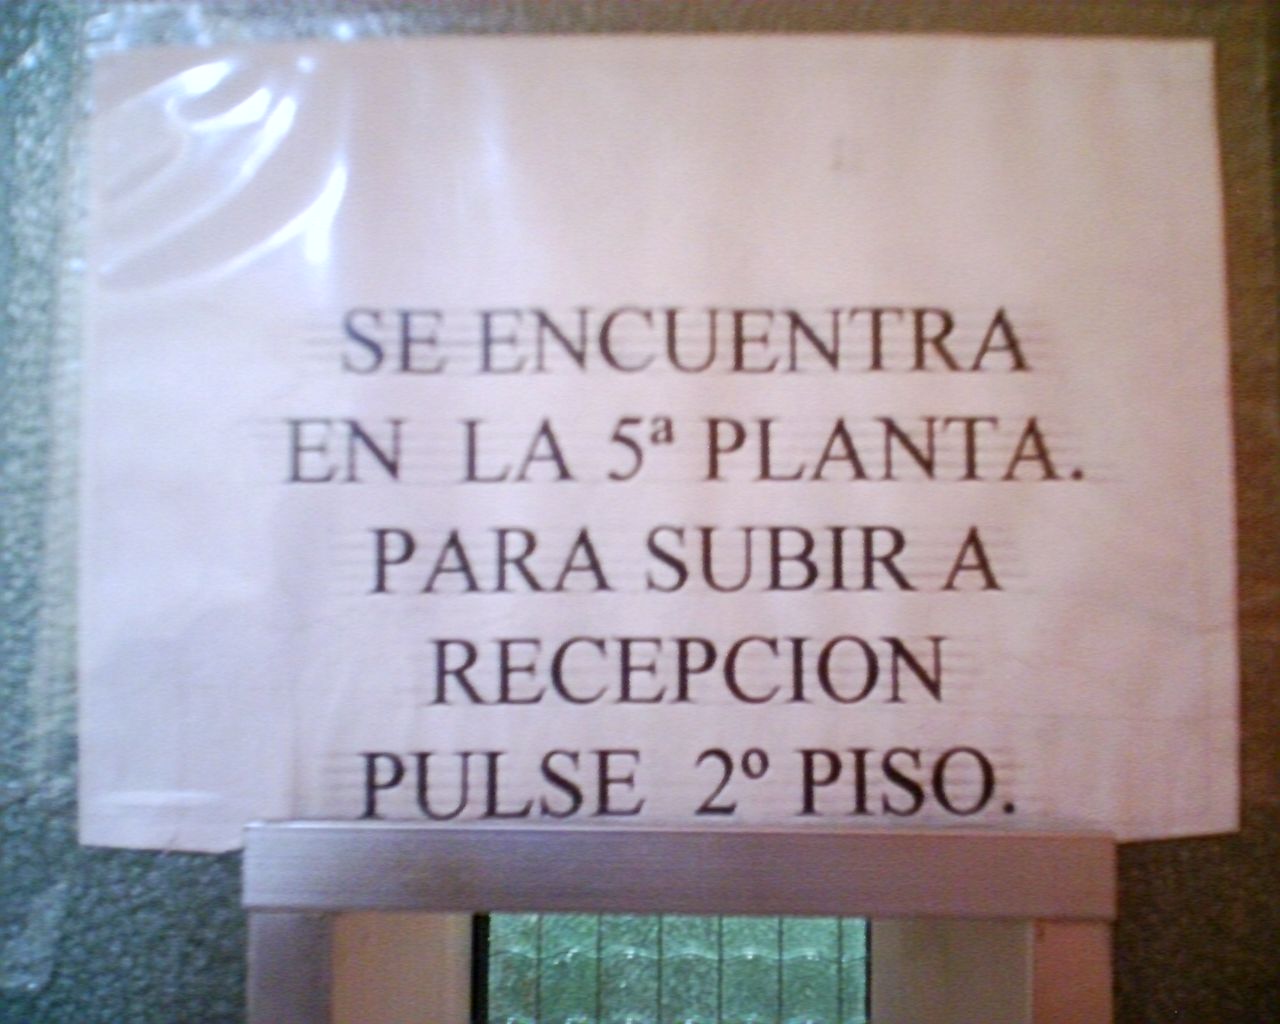 SE ENCUENTRA
EN LA 5ª PLANTA.
PARA SUBIR A
RECEPCION
PULSE 2º PISO.